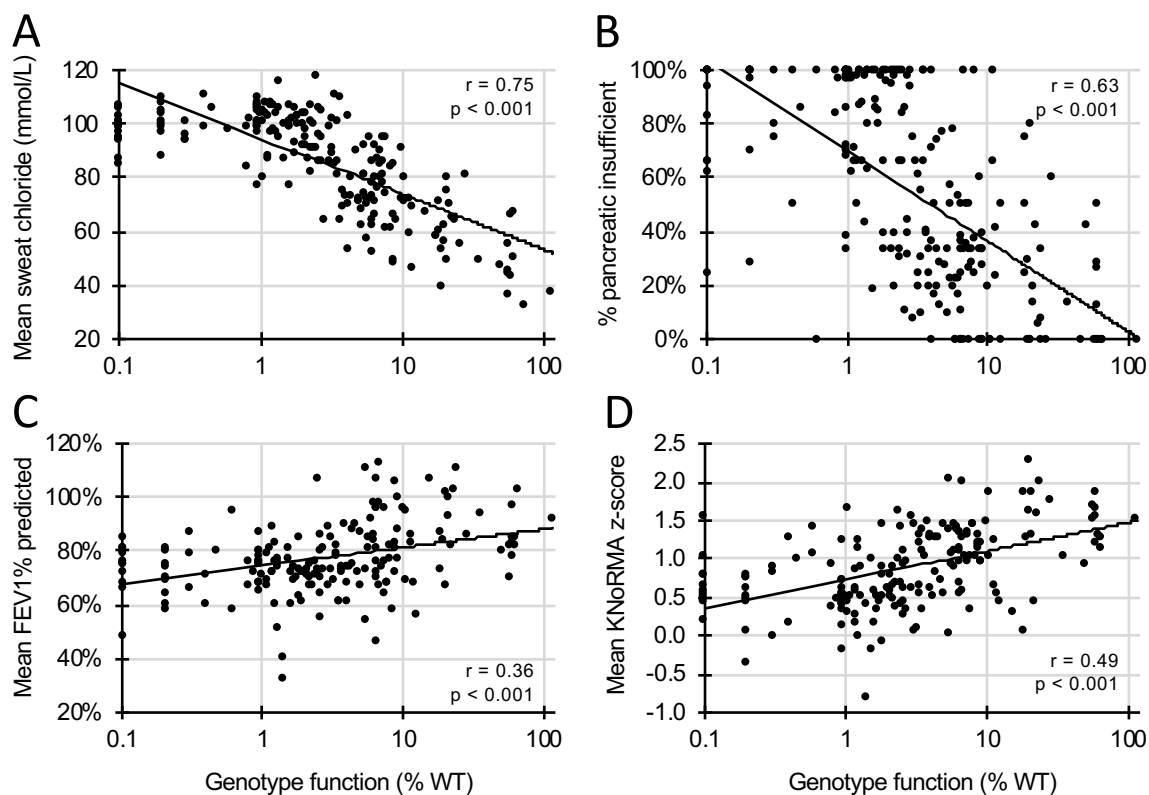 A
Mean sweat chloride (mmol/L)
120
100
80
60
40
20
0.1
1
10
100
r = 0.75
p < 0.001
B
% pancreatic insufficient
100%
80%
60%
40%
20%
0%
0.1
1
10
100
r = 0.63
p < 0.001
C
Mean FEV1% predicted
120%
100%
80%
60%
40%
20%
0.1
1
10
100
r = 0.36
p < 0.001
Genotype function (% WT)
D
Mean KNoRMA z-score
2.5
2.0
1.5
1.0
0.5
0.0
-0.5
-1.0
0.1
1
10
100
r = 0.49
p < 0.001
Genotype function (% WT)